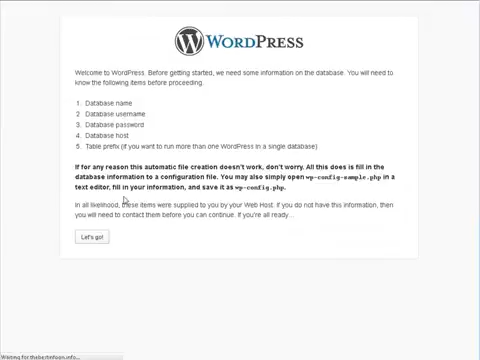 WORDPRESS
Welcome to WordPress. Before getting started, we need some information on the database. You will need to
know the following items before proceeding.
1. Database name
2. Database username
3. Database password
4. Database host
5. Table prefix (if you want to run more than one WordPress in a single database)
If for any reason this automatic file creation doesn't work, don't worry. All this does is fill in the
database information to a configuration file. You may also simply open wp-config-sample.php in a
text editor, fill in your information, and save it as wp-config.php.
In all likelihood, these items were supplied to you by your Web Host. If you do not have this information, then
you will need to contact them before you can continue. If you're all ready…
Let's go!